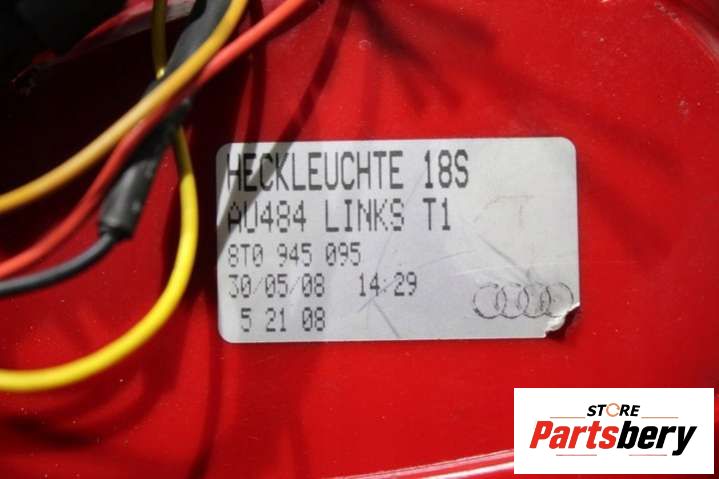 HECKLEUCHTE 18S
AU484 LINKS T1
8T0 945 095
30/05/08 14:29
5 21 08
STORE
Partsbery